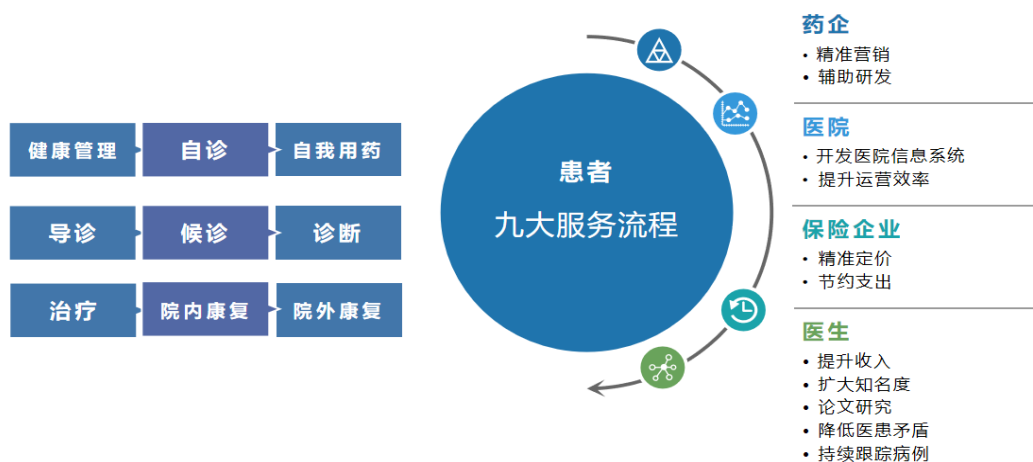 健康管理
自诊
自我用药
导诊
候诊
诊断
治疗
院内康复
院外康复
患者
九大服务流程
药企
• 精准营销
• 辅助研发
医院
• 开发医院信息系统
• 提升运营效率
保险企业
• 精准定价
• 节约支出
医生
• 提升收入
• 扩大知名度
• 论文研究
• 降低医患矛盾
• 持续跟踪病例